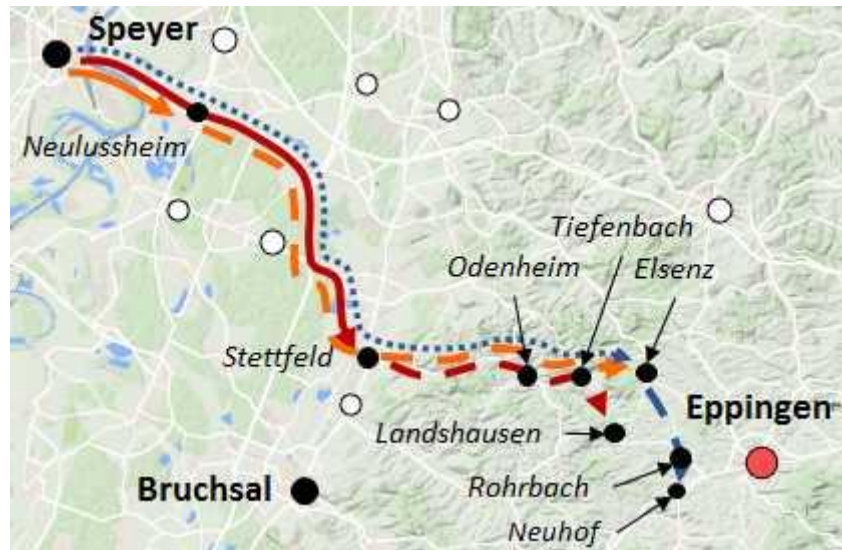 Speyer
Neulussheim
Tiefenbach
Odenheim
Elsenz
Stettfeld
Eppingen
Landshausen
Bruchsal
Rohrbach
Neuhof